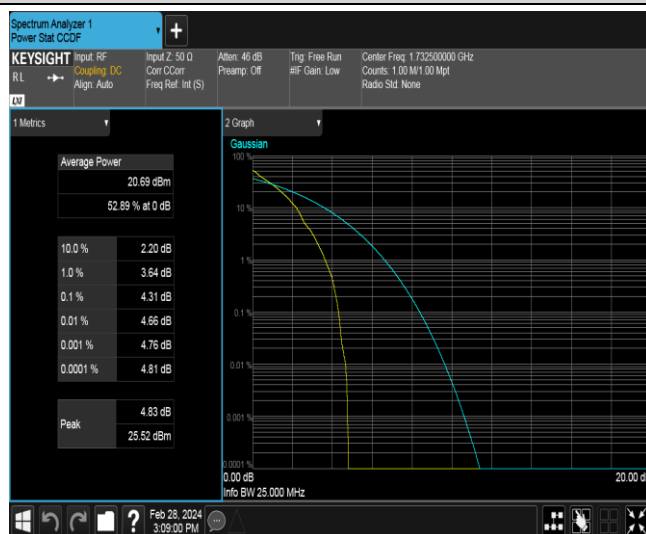 Spectrum Analyzer 1
Power Stat CCDF
KEYSIGHT
RL
LXI
Input: RF
Coupling: DC
Align: Auto
Input Z: 50 Ω
Corr CCorr
Freq Ref: Int (S)
Atten: 46 dB
Preamp: Off
Trig: Free Run
#IF Gain: Low
Center Freq: 1.732500000 GHz
Counts: 1.00 M/1.00 Mpt
Radio Std: None
1 Metrics
Average Power
20.69 dBm
52.89 % at 0 dB
10.0 % 2.20 dB
1.0 % 3.64 dB
0.1 % 4.31 dB
0.01 % 4.66 dB
0.001 % 4.76 dB
0.0001 % 4.81 dB
Peak
4.83 dB
25.52 dBm
2 Graph
Gaussian
100 %
10 %
1 %
0.1 %
0.01 %
0.001 %
0.0001 %
0.00 dB
20.00 d
Info BW 25.000 MHz
?
Feb 28, 2024
3:09:00 PM